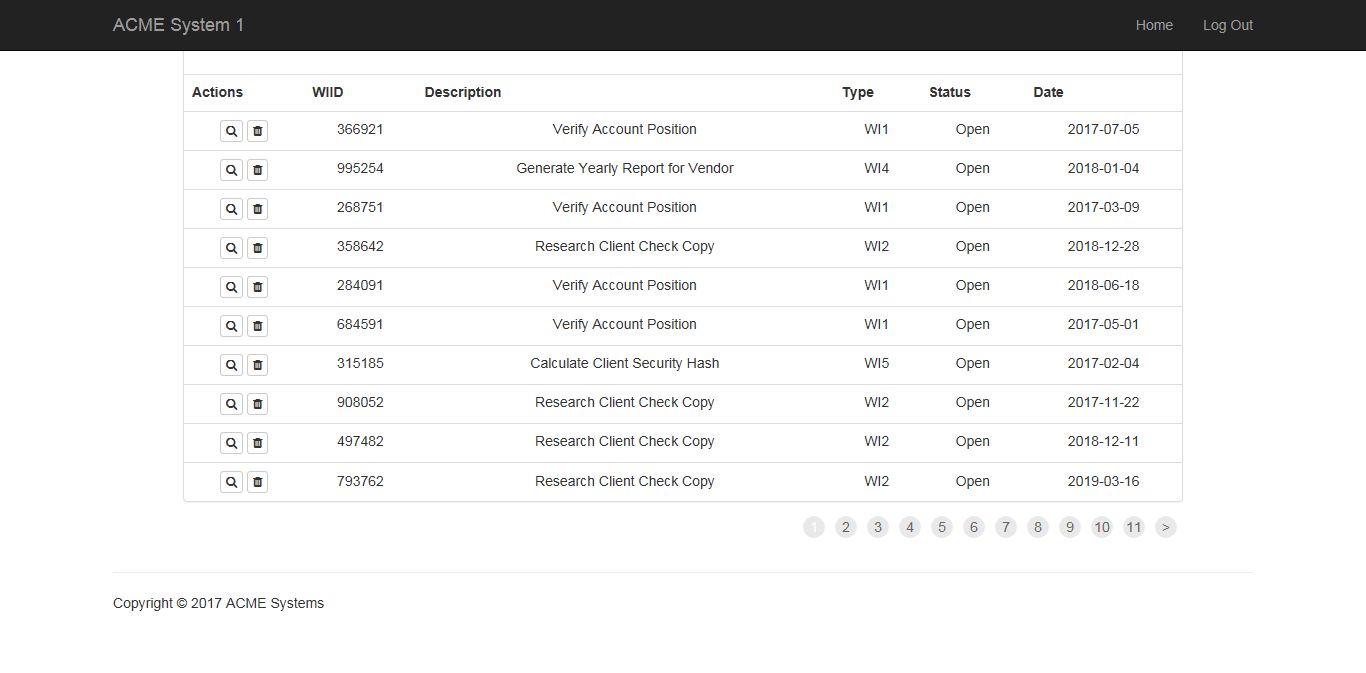 ACME System 1 Home Log Out
Actions WIID Description Type Status Date
366921 Verify Account Position WI1 Open 2017-07-05
995254 Generate Yearly Report for Vendor WI4 Open 2018-01-04
268751 Verify Account Position WI1 Open 2017-03-09
358642 Research Client Check Copy WI2 Open 2018-12-28
284091 Verify Account Position WI1 Open 2018-06-18
684591 Verify Account Position WI1 Open 2017-05-01
315185 Calculate Client Security Hash WI5 Open 2017-02-04
908052 Research Client Check Copy WI2 Open 2017-11-22
497482 Research Client Check Copy WI2 Open 2018-12-11
793762 Research Client Check Copy WI2 Open 2019-03-16
1 2 3 4 5 6 7 8 9 10 11 >
Copyright © 2017 ACME Systems